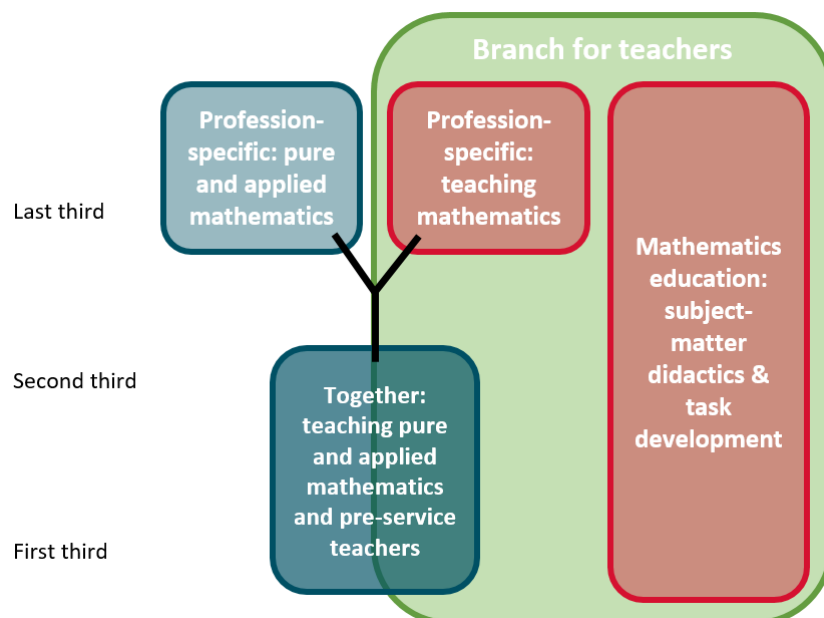 Branch for teachers
Profession-
specific: pure
and applied
mathematics
Profession-
specific:
teaching
mathematics
Last third
Mathematics
education:
subject-
matter
didactics &
task
development
Second third
Together:
teaching pure
and applied
mathematics
and pre-service
teachers
First third